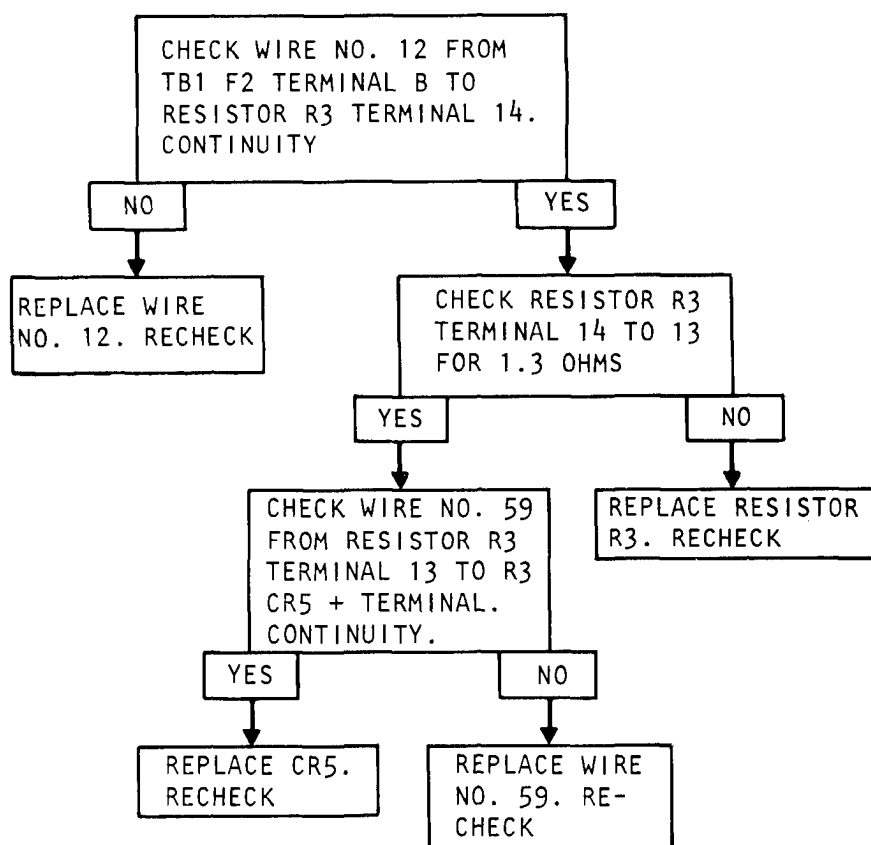 CHECK WIRE NO. 12 FROM
TB1 F2 TERMINAL B TO
RESISTOR R3 TERMINAL 14.
CONTINUITY
NO
YES
REPLACE WIRE
NO. 12. RECHECK
CHECK RESISTOR R3
TERMINAL 14 TO 13
FOR 1.3 OHMS
YES
NO
CHECK WIRE NO. 59
FROM RESISTOR R3
TERMINAL 13 TO R3
CR5 + TERMINAL.
CONTINUITY.
REPLACE RESISTOR
R3. RECHECK
YES
NO
REPLACE CR5.
RECHECK
REPLACE WIRE
NO. 59. RE-
CHECK